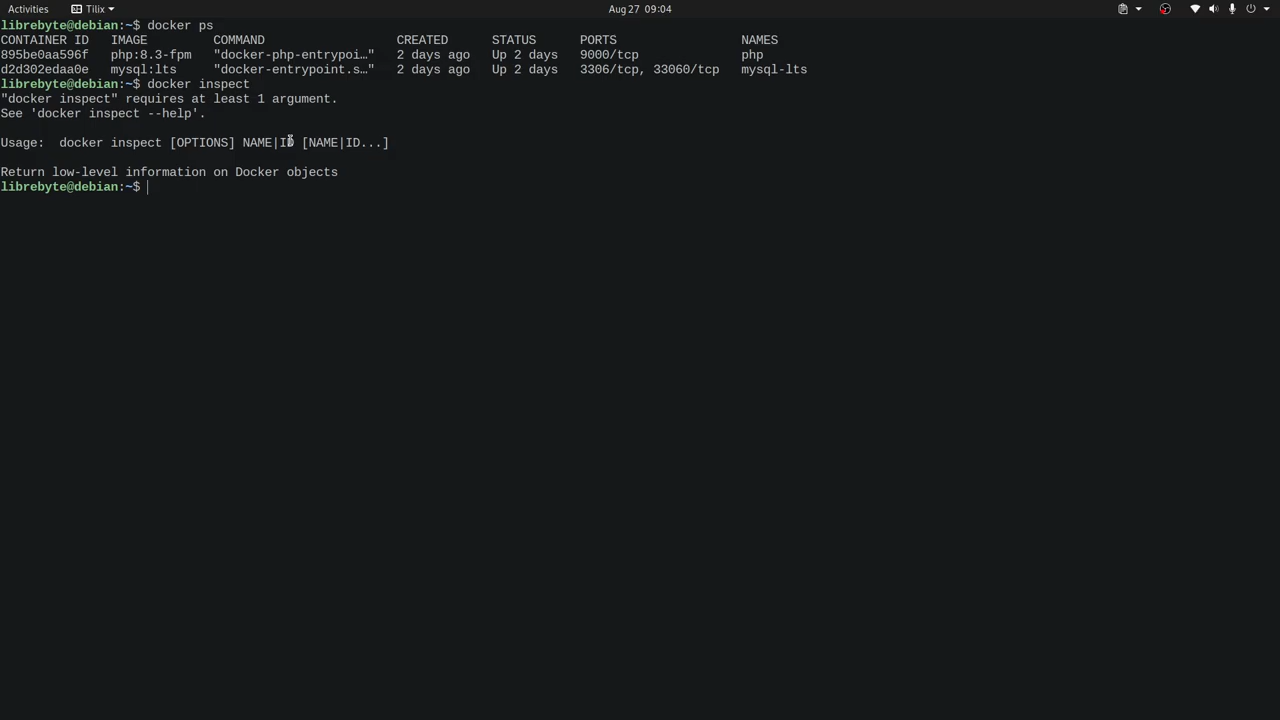 Activities Tilix Aug 27 09:04
librebyte@debian:~$ docker ps
CONTAINER ID   IMAGE         COMMAND                  CREATED      STATUS      PORTS                 NAMES
895be0aa596f   php:8.3-fpm   "docker-php-entrypoi…"   2 days ago   Up 2 days   9000/tcp              php
d2d302edaa0e   mysql:lts     "docker-entrypoint.s…"   2 days ago   Up 2 days   3306/tcp, 33060/tcp   mysql-lts
librebyte@debian:~$ docker inspect
"docker inspect" requires at least 1 argument.
See 'docker inspect --help'.
Usage:  docker inspect [OPTIONS] NAME|ID [NAME|ID...]
Return low-level information on Docker objects
librebyte@debian:~$